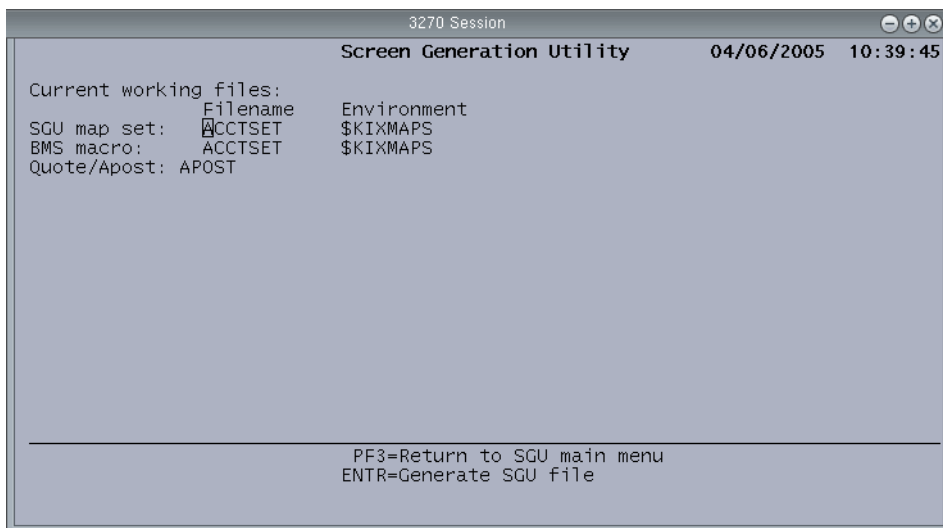 3270 Session
Screen Generation Utility 04/06/2005 10:39:45
Current working files:
Filename Environment
SGU map set: ACCTSET $KIXMAPS
BMS macro: ACCTSET $KIXMAPS
Quote/Apost: APOST
PF3=Return to SGU main menu
ENTR=Generate SGU file